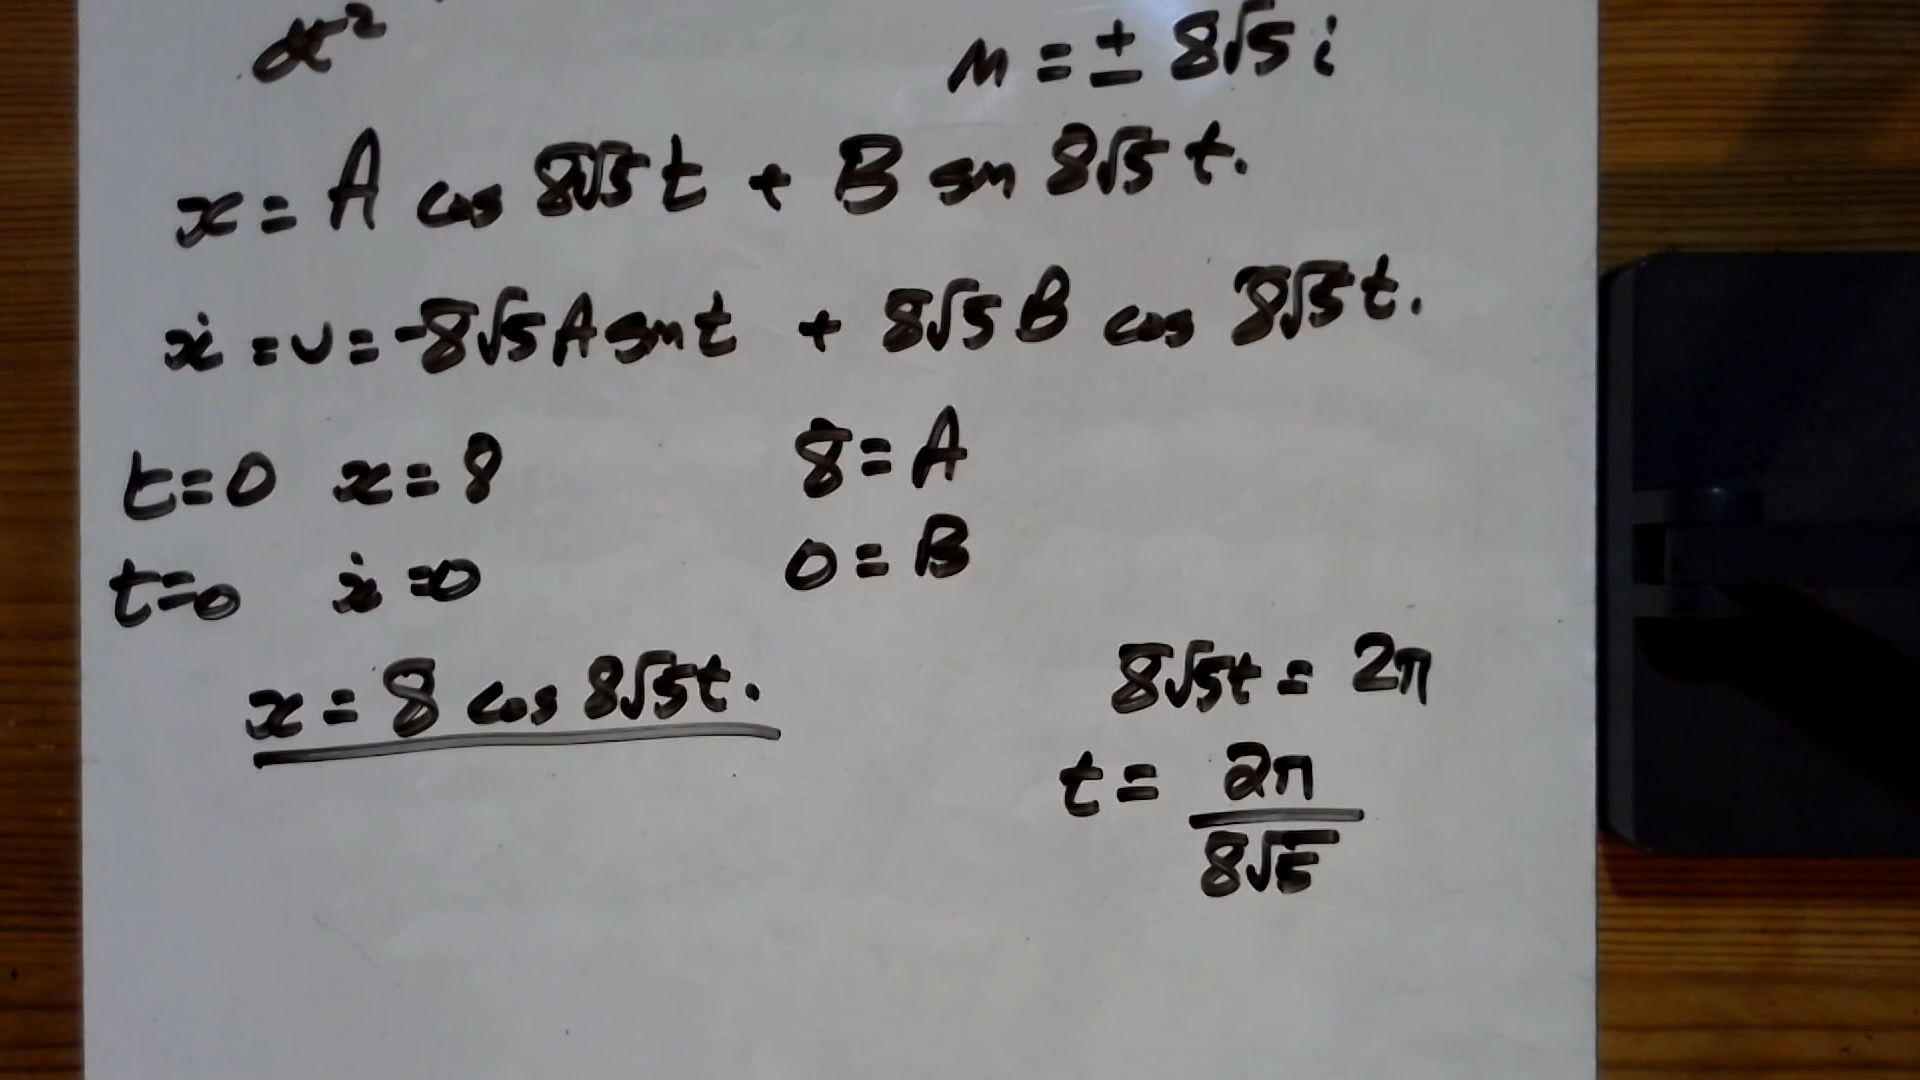 dt²
m = ± 8√5 i
x = A cos 8√5 t + B sin 8√5 t.
ẋ = v = -8√5 A sin t + 8√5 B cos 8√5 t.
t=0 x=8 8=A
t=0 ẋ=0 0=B
x = 8 cos 8√5t.
8√5t = 2π
t = 2π
8√5